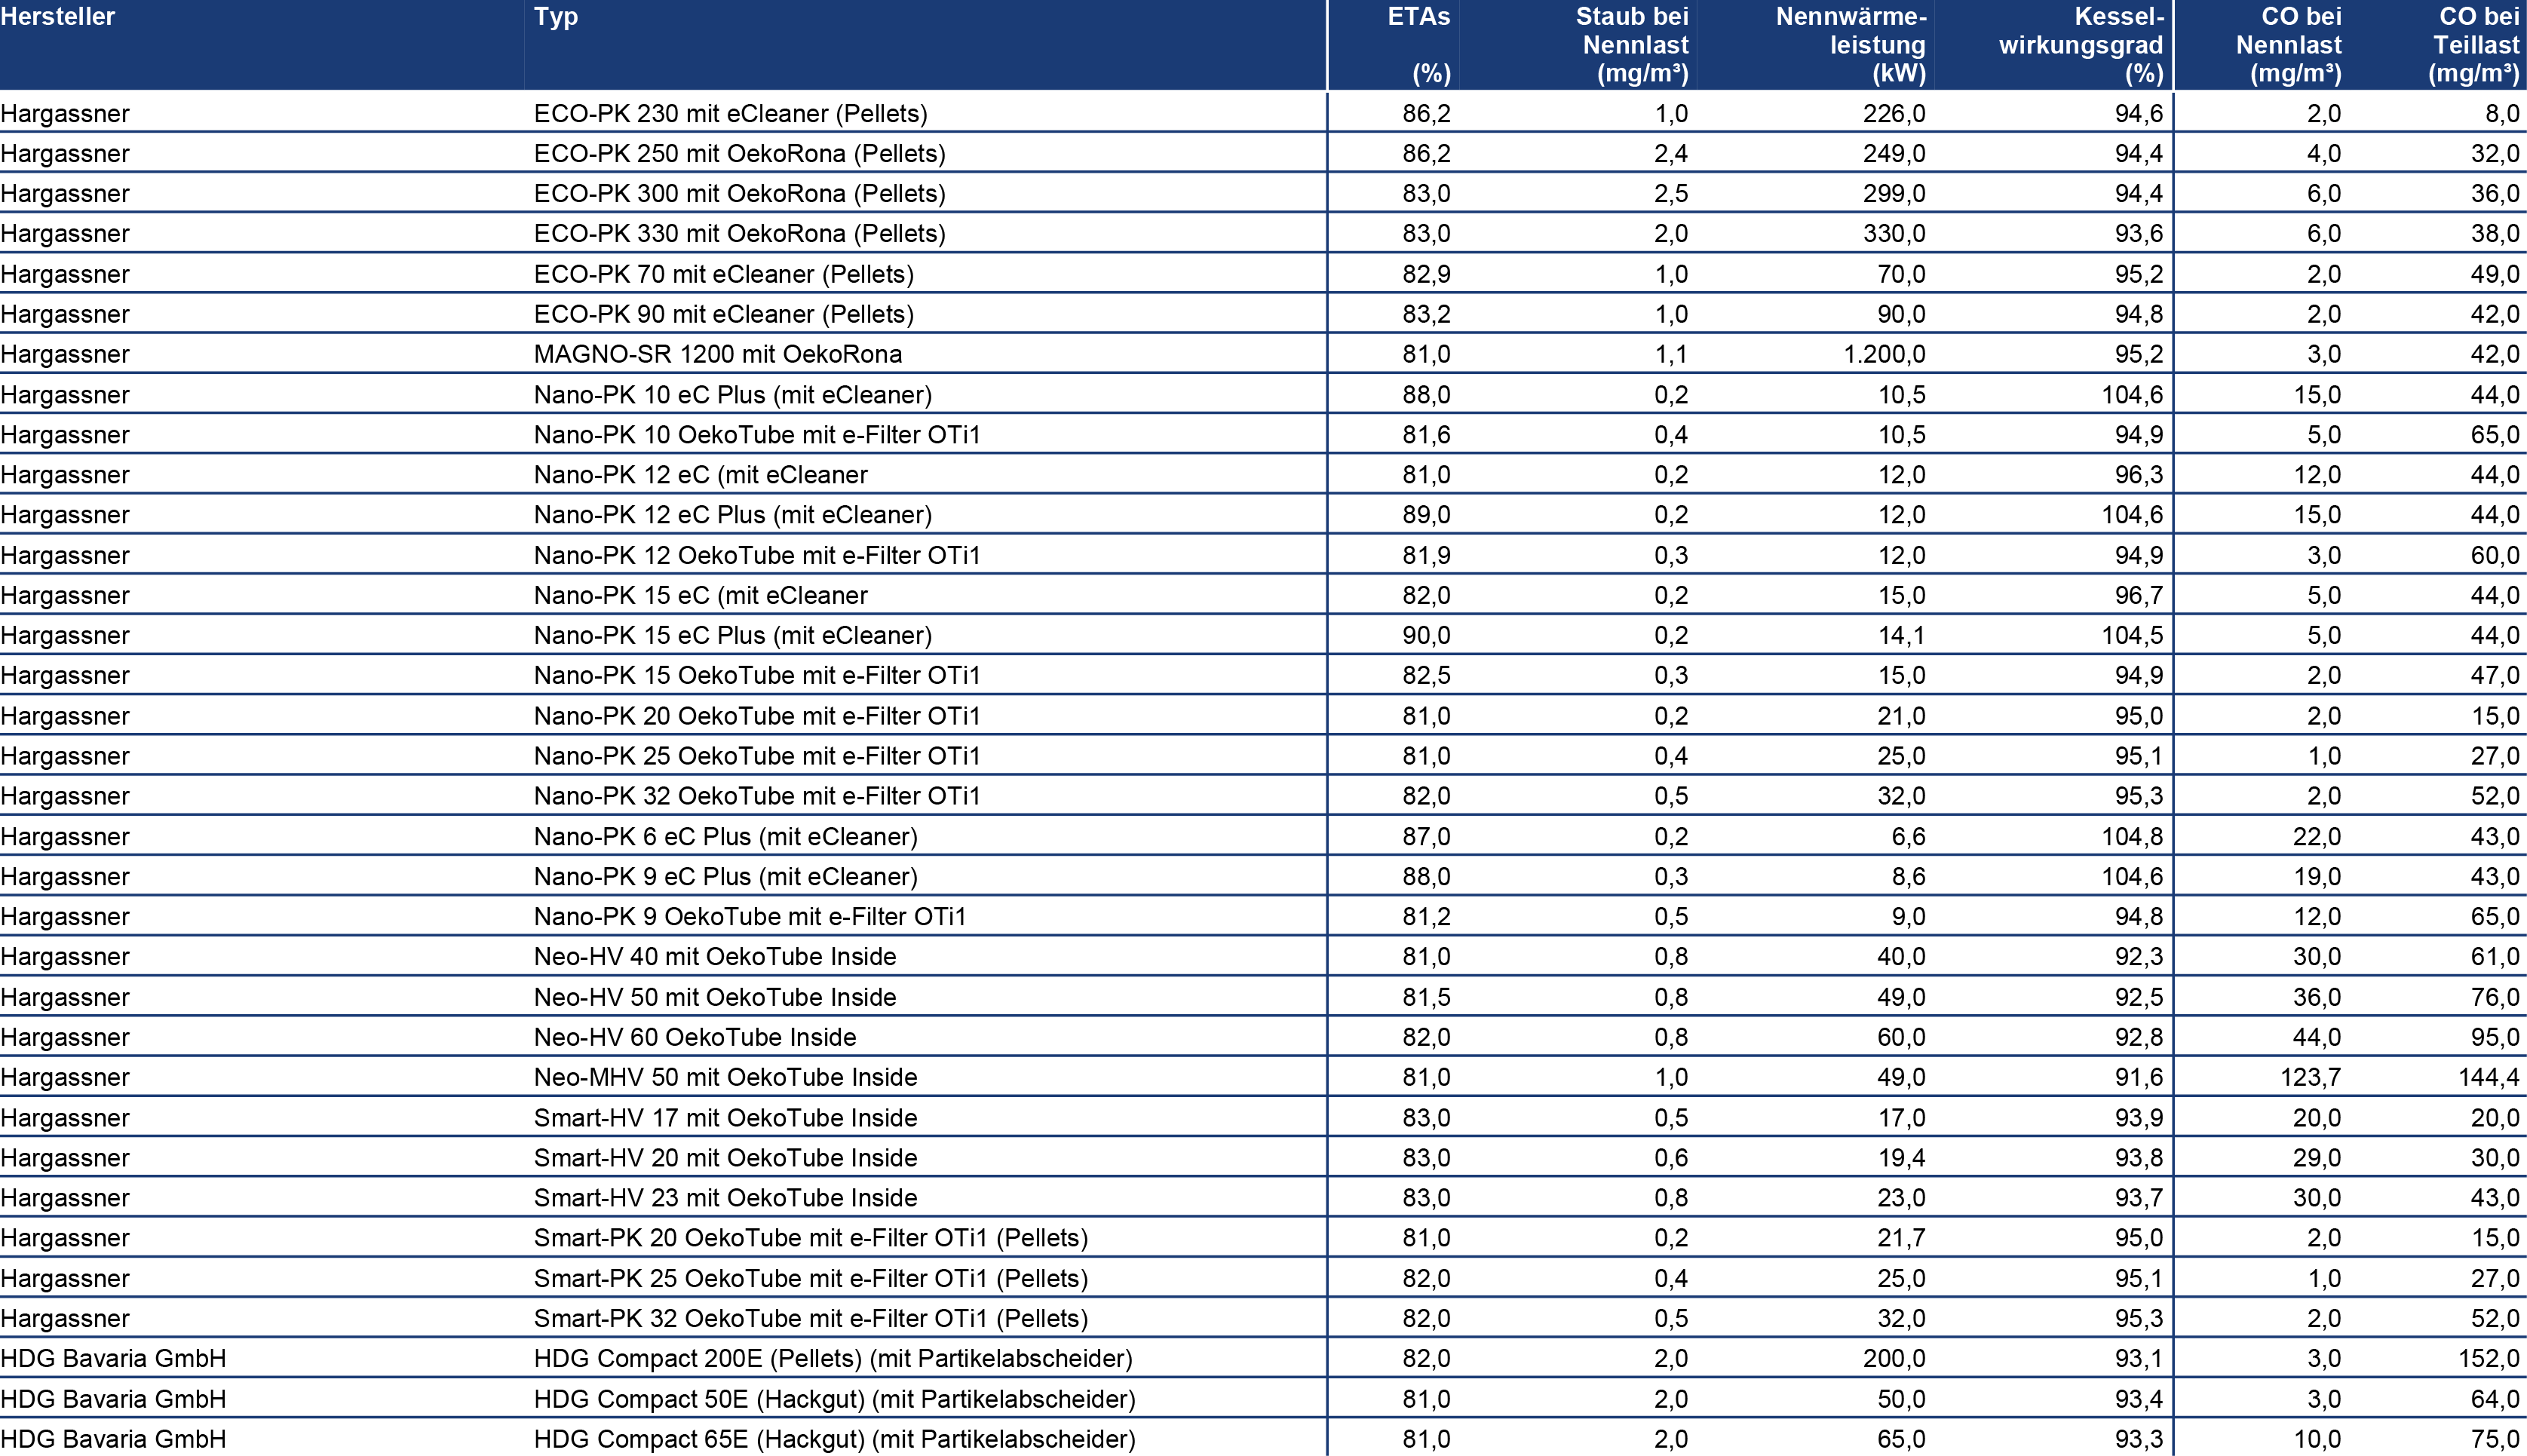 Hersteller Typ ETAs (%) Staub bei Nennlast (mg/m³) Nennwärme-leistung (kW) Kessel-wirkungsgrad (%) CO bei Nennlast (mg/m³) CO bei Teillast (mg/m³)
Hargassner ECO-PK 230 mit eCleaner (Pellets) 86,2 1,0 226,0 94,6 2,0 8,0
Hargassner ECO-PK 250 mit OekoRona (Pellets) 86,2 2,4 249,0 94,4 4,0 32,0
Hargassner ECO-PK 300 mit OekoRona (Pellets) 83,0 2,5 299,0 94,4 6,0 36,0
Hargassner ECO-PK 330 mit OekoRona (Pellets) 83,0 2,0 330,0 93,6 6,0 38,0
Hargassner ECO-PK 70 mit eCleaner (Pellets) 82,9 1,0 70,0 95,2 2,0 49,0
Hargassner ECO-PK 90 mit eCleaner (Pellets) 83,2 1,0 90,0 94,8 2,0 42,0
Hargassner MAGNO-SR 1200 mit OekoRona 81,0 1,1 1.200,0 95,2 3,0 42,0
Hargassner Nano-PK 10 eC Plus (mit eCleaner) 88,0 0,2 10,5 104,6 15,0 44,0
Hargassner Nano-PK 10 OekoTube mit e-Filter OTi1 81,6 0,4 10,5 94,9 5,0 65,0
Hargassner Nano-PK 12 eC (mit eCleaner 81,0 0,2 12,0 96,3 12,0 44,0
Hargassner Nano-PK 12 eC Plus (mit eCleaner) 89,0 0,2 12,0 104,6 15,0 44,0
Hargassner Nano-PK 12 OekoTube mit e-Filter OTi1 81,9 0,3 12,0 94,9 3,0 60,0
Hargassner Nano-PK 15 eC (mit eCleaner 82,0 0,2 15,0 96,7 5,0 44,0
Hargassner Nano-PK 15 eC Plus (mit eCleaner) 90,0 0,2 14,1 104,5 5,0 44,0
Hargassner Nano-PK 15 OekoTube mit e-Filter OTi1 82,5 0,3 15,0 94,9 2,0 47,0
Hargassner Nano-PK 20 OekoTube mit e-Filter OTi1 81,0 0,2 21,0 95,0 2,0 15,0
Hargassner Nano-PK 25 OekoTube mit e-Filter OTi1 81,0 0,4 25,0 95,1 1,0 27,0
Hargassner Nano-PK 32 OekoTube mit e-Filter OTi1 82,0 0,5 32,0 95,3 2,0 52,0
Hargassner Nano-PK 6 eC Plus (mit eCleaner) 87,0 0,2 6,6 104,8 22,0 43,0
Hargassner Nano-PK 9 eC Plus (mit eCleaner) 88,0 0,3 8,6 104,6 19,0 43,0
Hargassner Nano-PK 9 OekoTube mit e-Filter OTi1 81,2 0,5 9,0 94,8 12,0 65,0
Hargassner Neo-HV 40 mit OekoTube Inside 81,0 0,8 40,0 92,3 30,0 61,0
Hargassner Neo-HV 50 mit OekoTube Inside 81,5 0,8 49,0 92,5 36,0 76,0
Hargassner Neo-HV 60 OekoTube Inside 82,0 0,8 60,0 92,8 44,0 95,0
Hargassner Neo-MHV 50 mit OekoTube Inside 81,0 1,0 49,0 91,6 123,7 144,4
Hargassner Smart-HV 17 mit OekoTube Inside 83,0 0,5 17,0 93,9 20,0 20,0
Hargassner Smart-HV 20 mit OekoTube Inside 83,0 0,6 19,4 93,8 29,0 30,0
Hargassner Smart-HV 23 mit OekoTube Inside 83,0 0,8 23,0 93,7 30,0 43,0
Hargassner Smart-PK 20 OekoTube mit e-Filter OTi1 (Pellets) 81,0 0,2 21,7 95,0 2,0 15,0
Hargassner Smart-PK 25 OekoTube mit e-Filter OTi1 (Pellets) 82,0 0,4 25,0 95,1 1,0 27,0
Hargassner Smart-PK 32 OekoTube mit e-Filter OTi1 (Pellets) 82,0 0,5 32,0 95,3 2,0 52,0
HDG Bavaria GmbH HDG Compact 200E (Pellets) (mit Partikelabscheider) 82,0 2,0 200,0 93,1 3,0 152,0
HDG Bavaria GmbH HDG Compact 50E (Hackgut) (mit Partikelabscheider) 81,0 2,0 50,0 93,4 3,0 64,0
HDG Bavaria GmbH HDG Compact 65E (Hackgut) (mit Partikelabscheider) 81,0 2,0 65,0 93,3 10,0 75,0